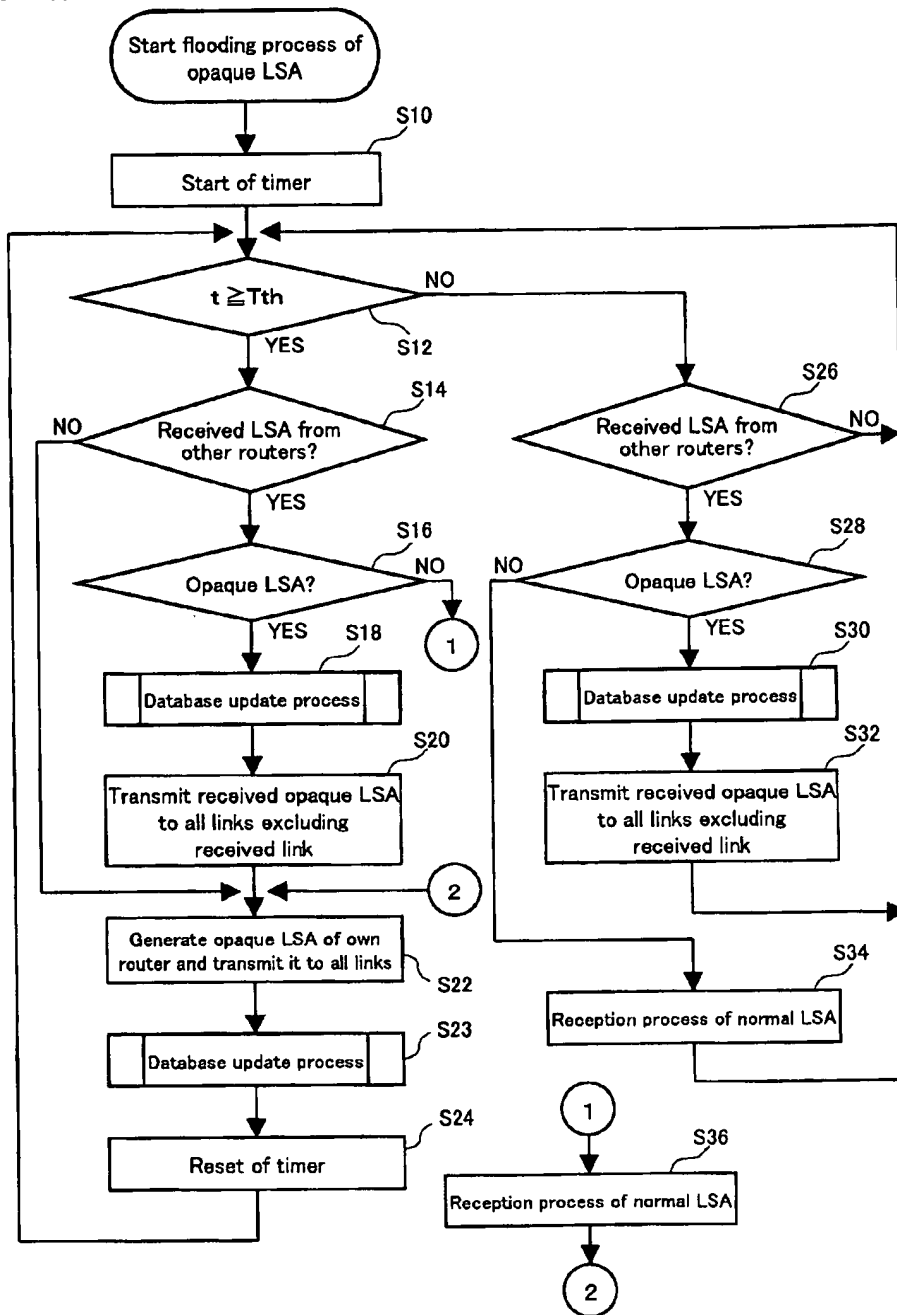 Start flooding process of
opaque LSA
S10
Start of timer
t ≧Tth
NO
S12
YES
S14
S26
NO
Received LSA from
other routers?
Received LSA from
other routers?
NO
YES
YES
S16
S28
NO
NO
Opaque LSA?
Opaque LSA?
YES
1
YES
S18
S30
Database update process
Database update process
S20
S32
Transmit received opaque LSA
to all links excluding
received link
Transmit received opaque LSA
to all links excluding
received link
2
Generate opaque LSA of own
router and transmit it to all links
S22
S34
Reception process of normal LSA
S23
Database update process
1
S24
Reset of timer
S36
Reception process of normal LSA
2